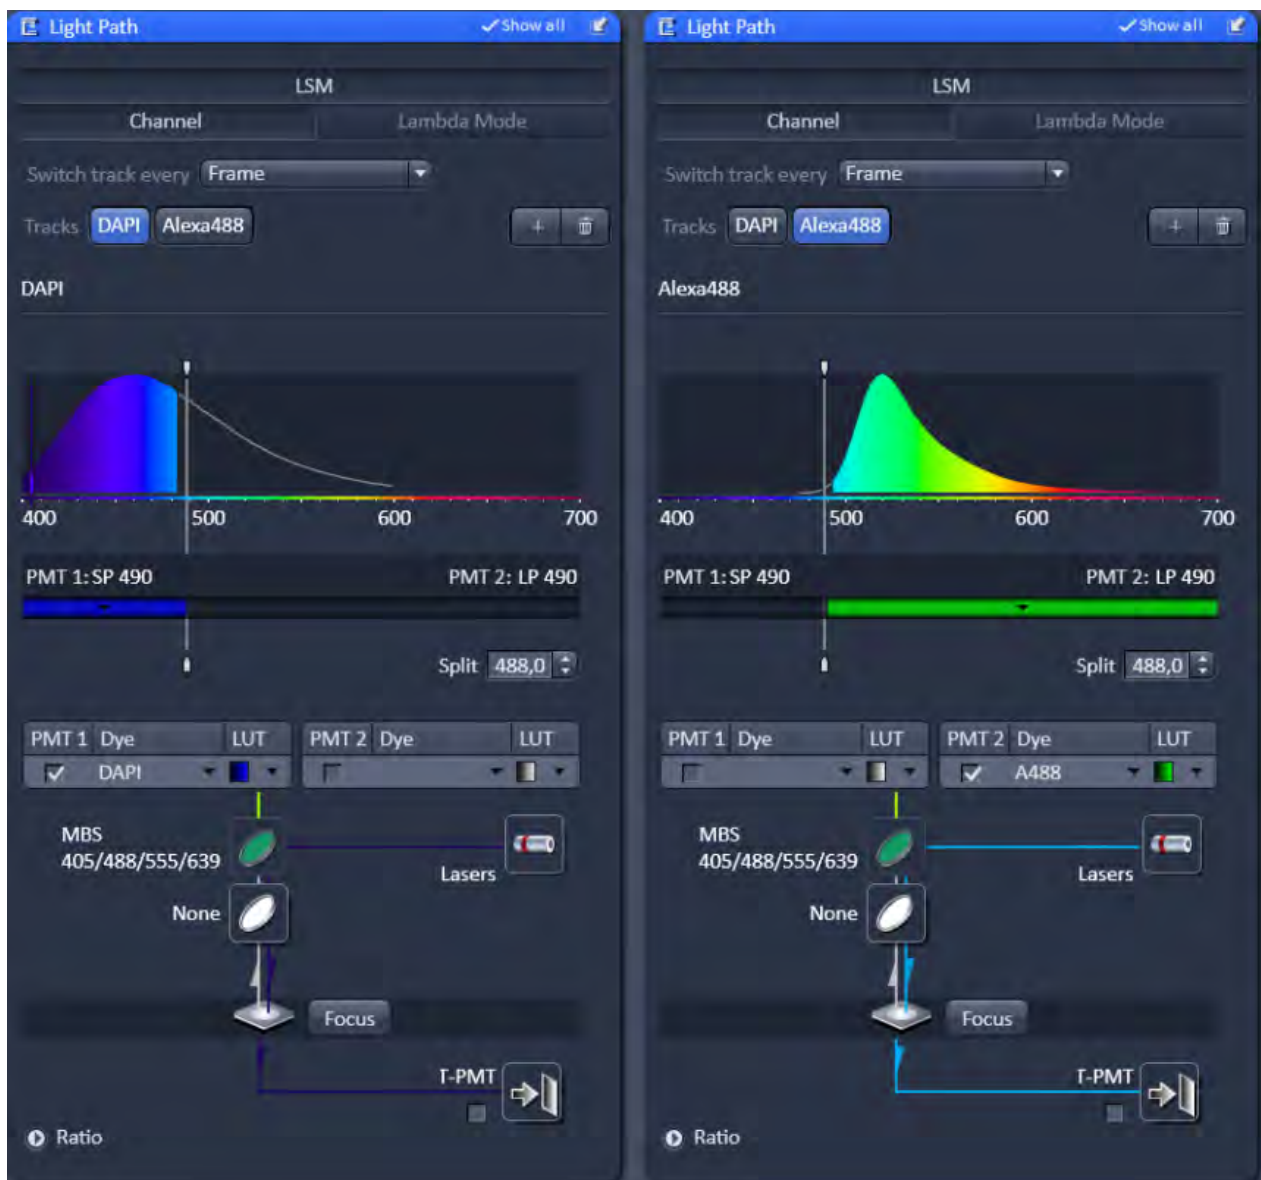 Light Path Show all
LSM
Channel Lambda Mode
Switch track every Frame
Tracks DAPI Alexa488 +
DAPI
400 500 600 700
PMT 1: SP 490 PMT 2: LP 490
Split 488,0
PMT 1 Dye LUT PMT 2 Dye LUT
DAPI
MBS
405/488/555/639
Lasers
None
Focus
T-PMT
Ratio
Light Path Show all
LSM
Channel Lambda Mode
Switch track every Frame
Tracks DAPI Alexa488 +
Alexa488
400 500 600 700
PMT 1: SP 490 PMT 2: LP 490
Split 488,0
PMT 1 Dye LUT PMT 2 Dye LUT
A488
MBS
405/488/555/639
Lasers
None
Focus
T-PMT
Ratio